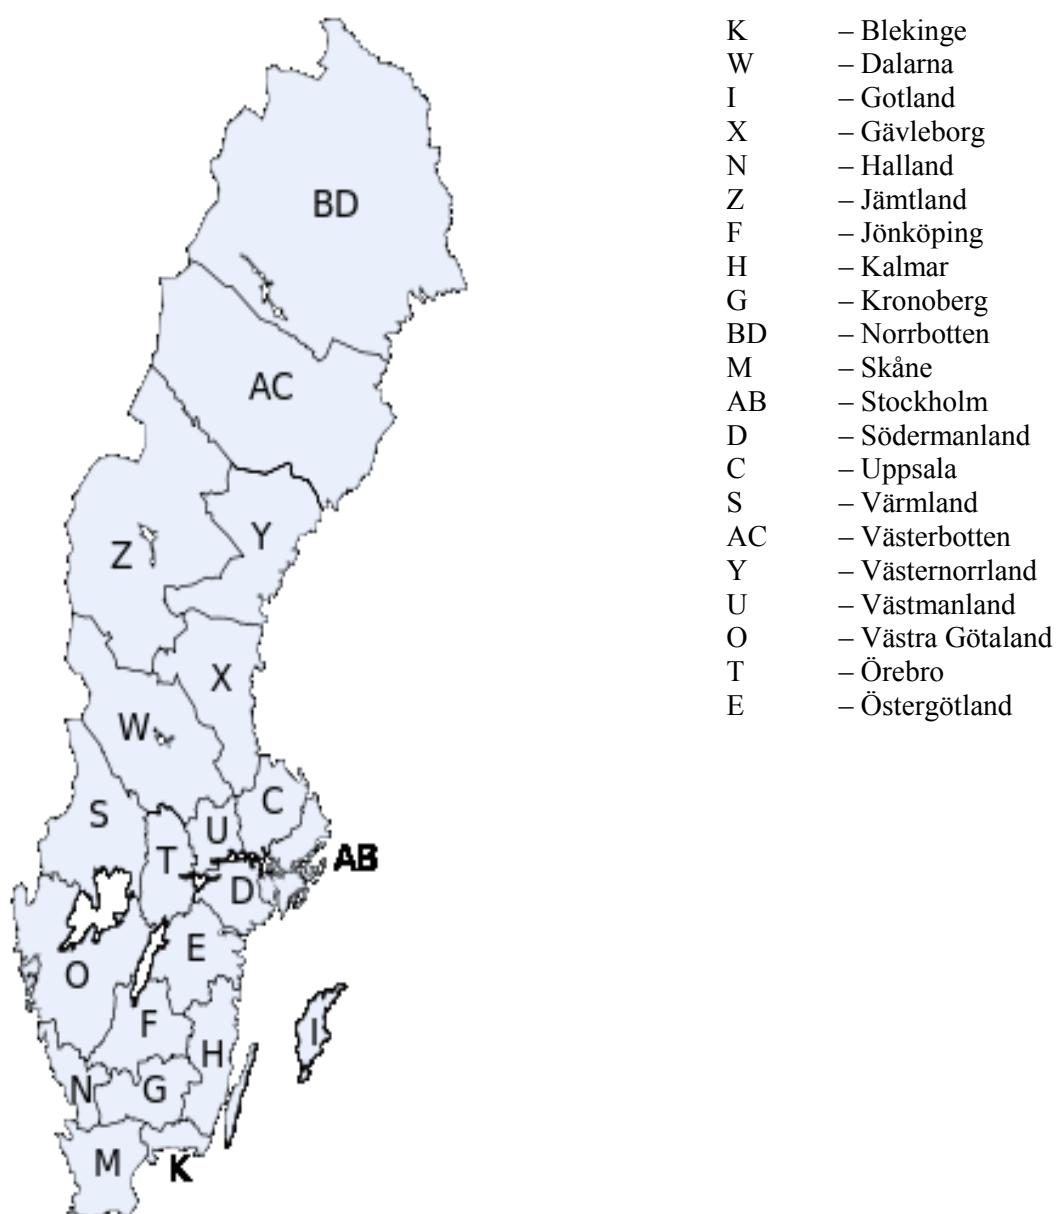 K – Blekinge
W – Dalarna
I – Gotland
X – Gävleborg
N – Halland
Z – Jämtland
F – Jönköping
H – Kalmar
G – Kronoberg
BD – Norrbotten
M – Skåne
AB – Stockholm
D – Södermanland
C – Uppsala
S – Värmland
AC – Västerbotten
Y – Västernorrland
U – Västmanland
O – Västra Götaland
T – Örebro
E – Östergötland
BD
AC
Y
Z
X
W
C
S
U
T
AB
D
E
O
F
I
H
N
G
M
K